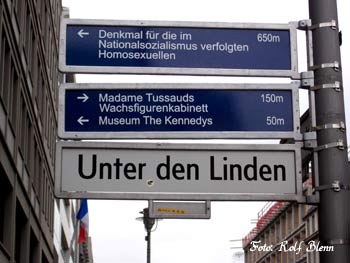 ← Denkmal für die im 650m
Nationalsozialismus verfolgten
Homosexuellen
→ Madame Tussauds 150m
Wachsfigurenkabinett
← Museum The Kennedys 50m
Unter den Linden
Foto: Rolf Blenn